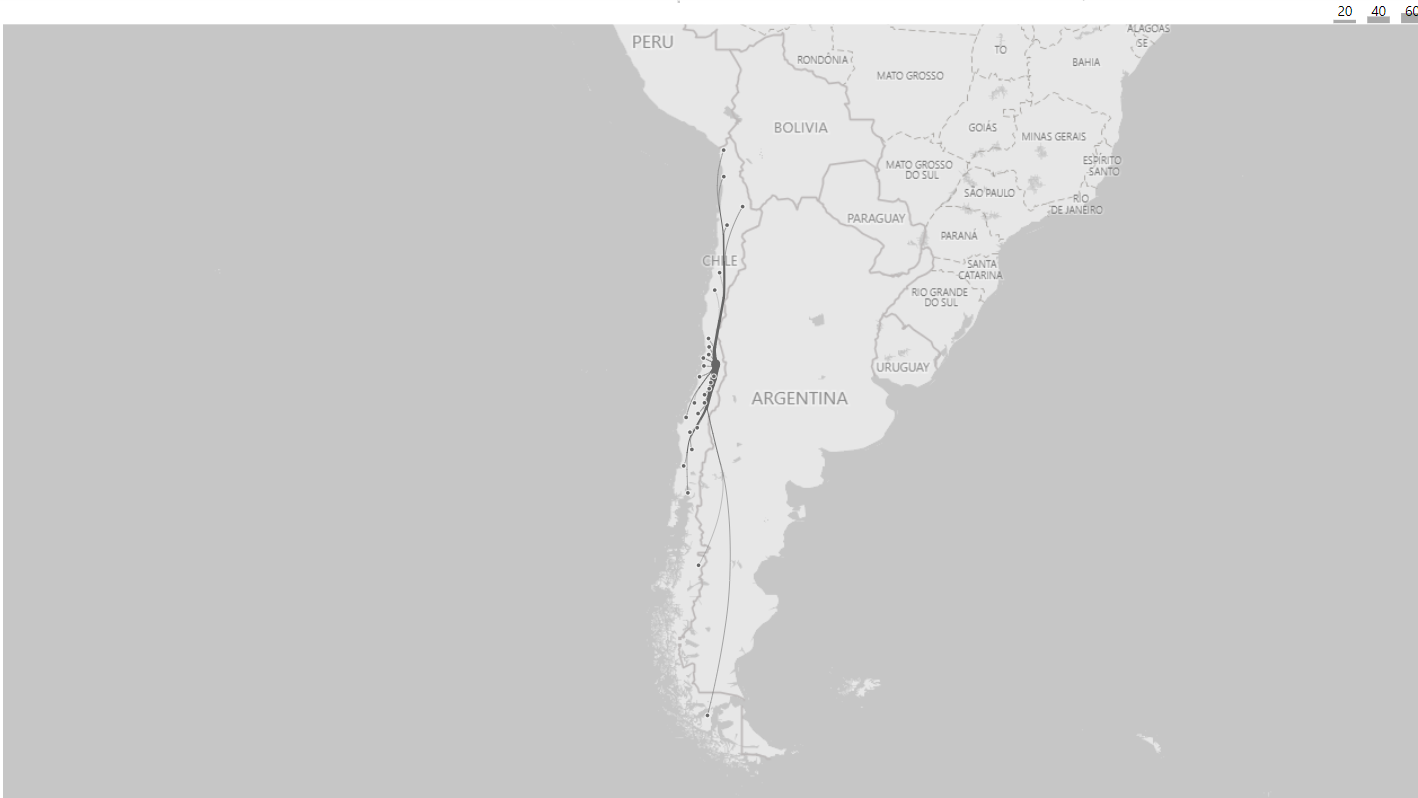 20 40 60
PERU
ALAGOAS
SE
RONDÔNIA
TO
BAHIA
MATO GROSSO
BOLIVIA
GOIÁS
MINAS GERAIS
MATO GROSSO
DO SUL
ESPÍRITO
SANTO
SÃO PAULO
RIO
DE JANEIRO
PARAGUAY
PARANÁ
CHILE
SANTA
CATARINA
RIO GRANDE
DO SUL
URUGUAY
ARGENTINA